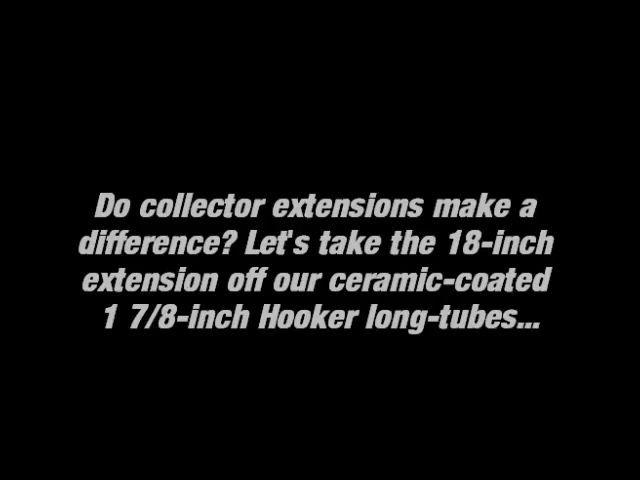 Do collector extensions make a
difference? Let's take the 18-inch
extension off our ceramic-coated
1 7/8-inch Hooker long-tubes...